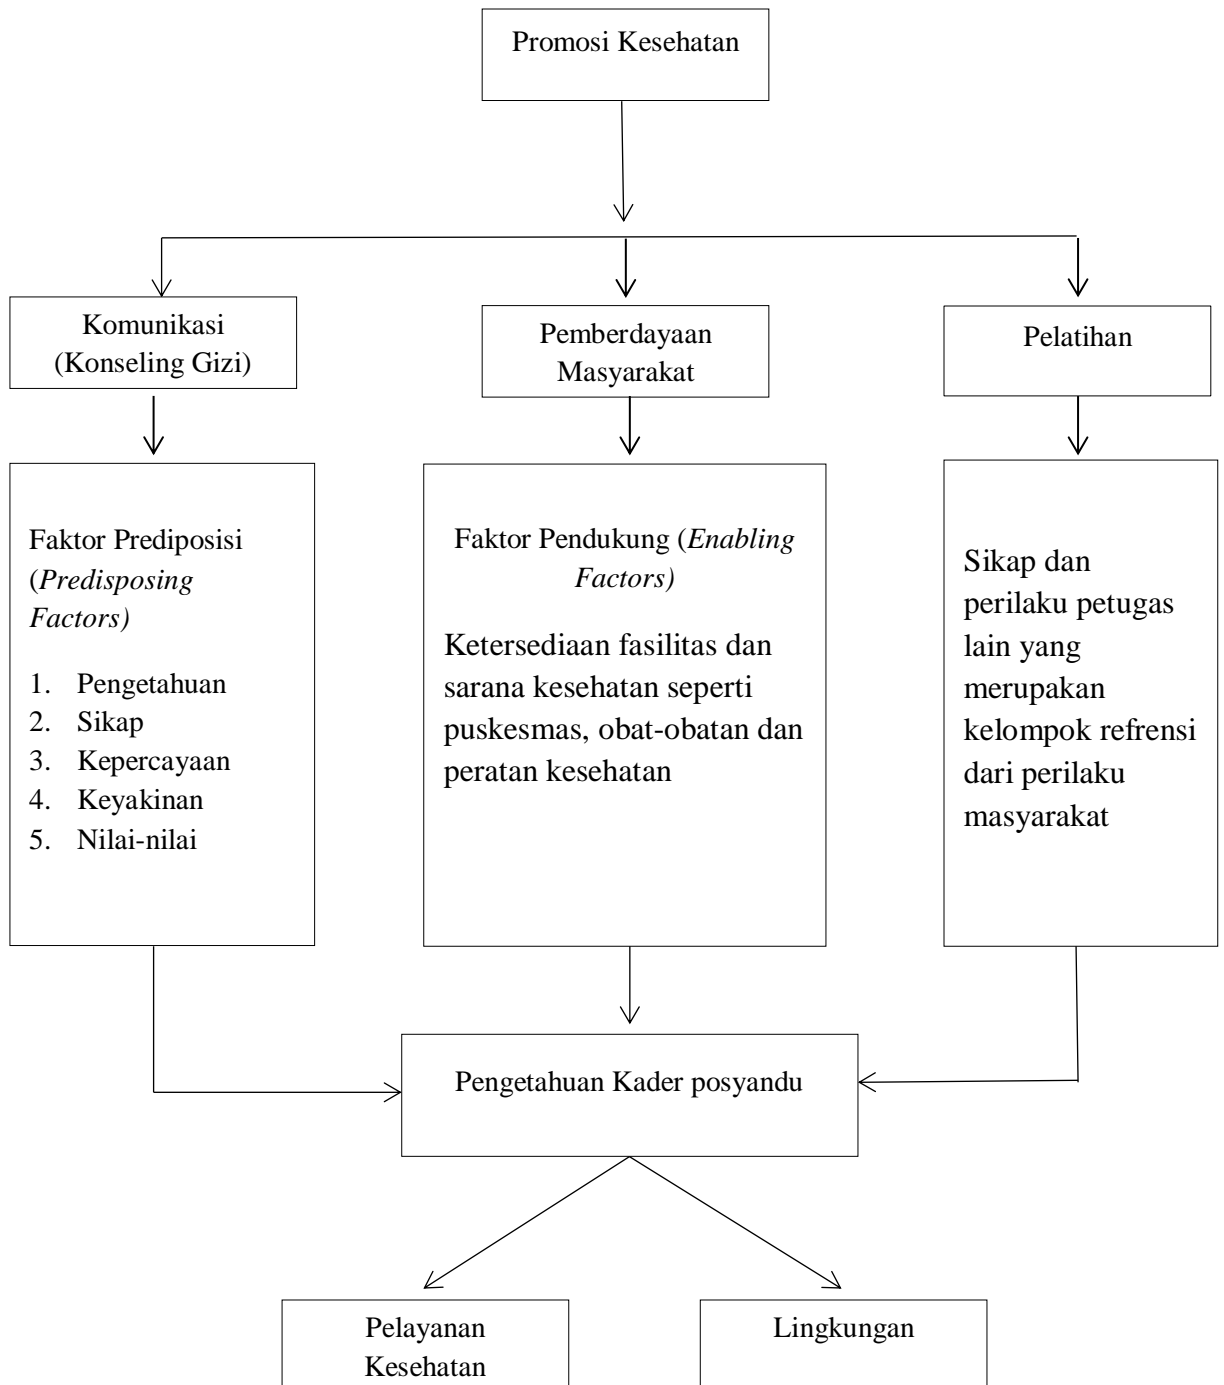 Promosi Kesehatan
Komunikasi
(Konseling Gizi)
Pemberdayaan
Masyarakat
Pelatihan
Faktor Prediposisi
(Predisposing
Factors)
1. Pengetahuan
2. Sikap
3. Kepercayaan
4. Keyakinan
5. Nilai-nilai
Faktor Pendukung (Enabling
Factors)
Ketersediaan fasilitas dan
sarana kesehatan seperti
puskesmas, obat-obatan dan
peratan kesehatan
Sikap dan
perilaku petugas
lain yang
merupakan
kelompok refrensi
dari perilaku
masyarakat
Pengetahuan Kader posyandu
Pelayanan
Kesehatan
Lingkungan